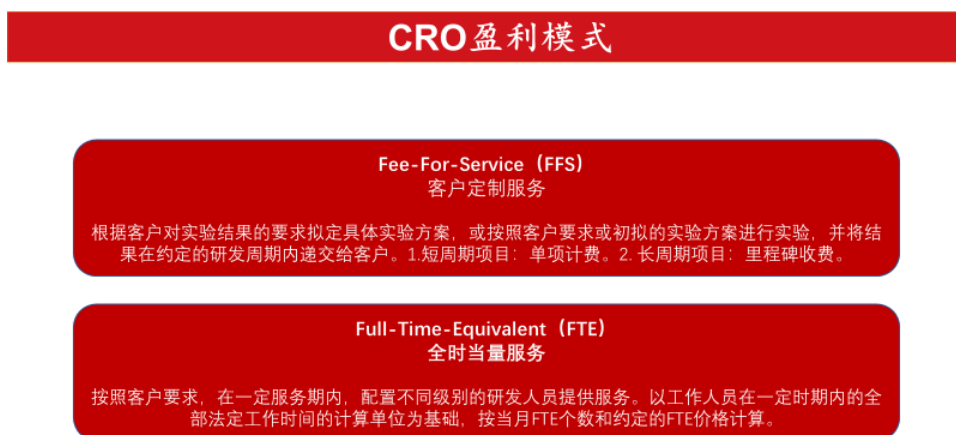 CRO盈利模式
Fee-For-Service（FFS）
客户定制服务
根据客户对实验结果的要求拟定具体实验方案，或按照客户要求或初拟的实验方案进行实验，并将结
果在约定的研发周期内递交给客户。1.短周期项目：单项计费。2. 长周期项目：里程碑收费。
Full-Time-Equivalent（FTE）
全时当量服务
按照客户要求，在一定服务期内，配置不同级别的研发人员提供服务。以工作人员在一定时期内的全
部法定工作时间的计算单位为基础，按当月FTE个数和约定的FTE价格计算。